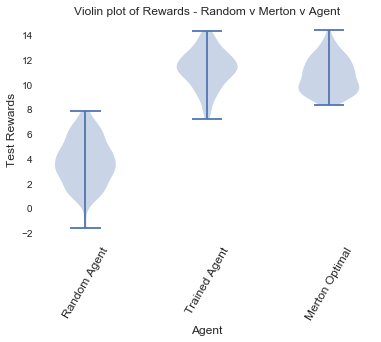 Violin plot of Rewards - Random v Merton v Agent
14
12
10
8
6
4
2
0
−2
Test Rewards
Random Agent
Trained Agent
Merton Optimal
Agent